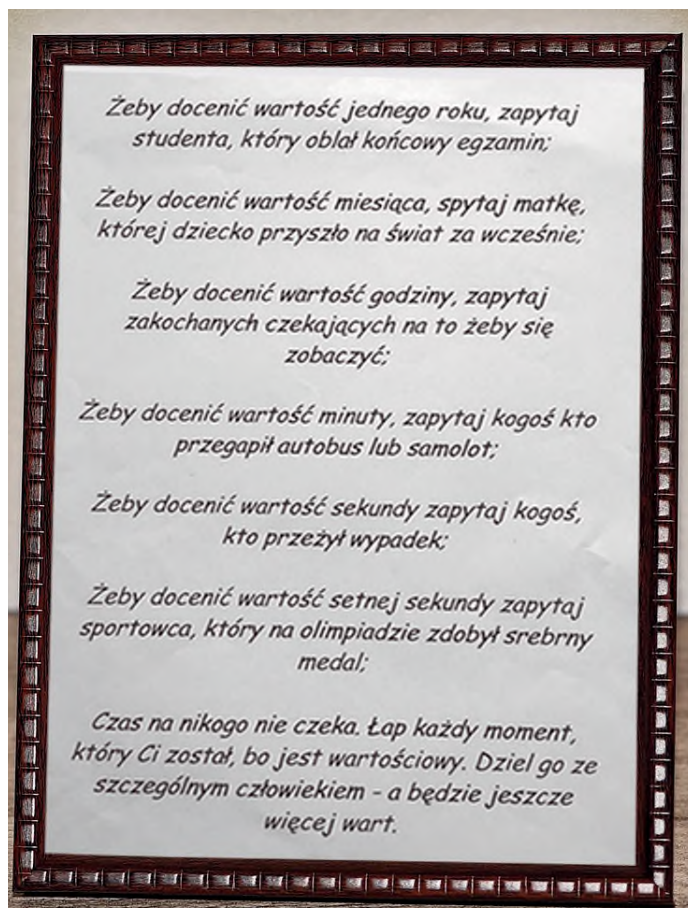 Żeby docenić wartość jednego roku, zapytaj
studenta, który oblał końcowy egzamin;
Żeby docenić wartość miesiąca, spytaj matkę,
której dziecko przyszło na świat za wcześnie;
Żeby docenić wartość godziny, zapytaj
zakochanych czekających na to żeby się
zobaczyć;
Żeby docenić wartość minuty, zapytaj kogoś kto
przegapił autobus lub samolot;
Żeby docenić wartość sekundy zapytaj kogoś,
kto przeżył wypadek;
Żeby docenić wartość setnej sekundy zapytaj
sportowca, który na olimpiadzie zdobył srebrny
medal;
Czas na nikogo nie czeka. Łap każdy moment,
który Ci został, bo jest wartościowy. Dziel go ze
szczególnym człowiekiem - a będzie jeszcze
więcej wart.